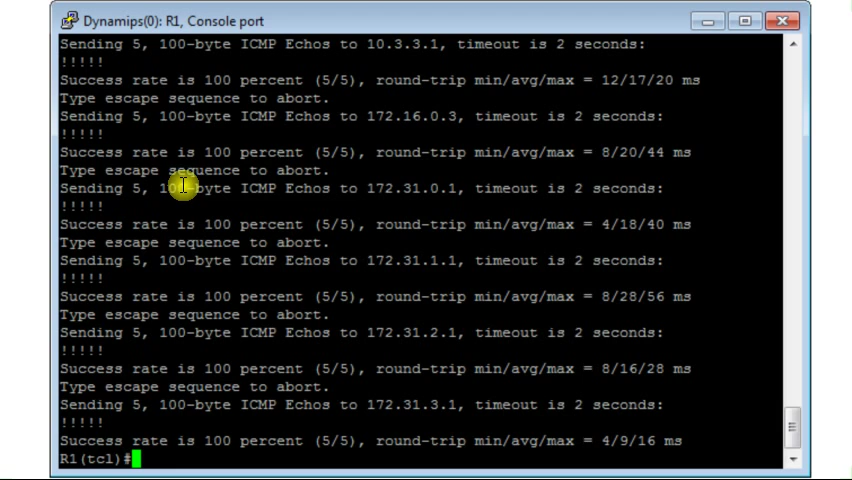 Dynamips(0): R1, Console port
Sending 5, 100-byte ICMP Echos to 10.3.3.1, timeout is 2 seconds:
!!!!!
Success rate is 100 percent (5/5), round-trip min/avg/max = 12/17/20 ms
Type escape sequence to abort.
Sending 5, 100-byte ICMP Echos to 172.16.0.3, timeout is 2 seconds:
!!!!!
Success rate is 100 percent (5/5), round-trip min/avg/max = 8/20/44 ms
Type escape sequence to abort.
Sending 5, 100-byte ICMP Echos to 172.31.0.1, timeout is 2 seconds:
!!!!!
Success rate is 100 percent (5/5), round-trip min/avg/max = 4/18/40 ms
Type escape sequence to abort.
Sending 5, 100-byte ICMP Echos to 172.31.1.1, timeout is 2 seconds:
!!!!!
Success rate is 100 percent (5/5), round-trip min/avg/max = 8/28/56 ms
Type escape sequence to abort.
Sending 5, 100-byte ICMP Echos to 172.31.2.1, timeout is 2 seconds:
!!!!!
Success rate is 100 percent (5/5), round-trip min/avg/max = 8/16/28 ms
Type escape sequence to abort.
Sending 5, 100-byte ICMP Echos to 172.31.3.1, timeout is 2 seconds:
!!!!!
Success rate is 100 percent (5/5), round-trip min/avg/max = 4/9/16 ms
R1(tcl)#